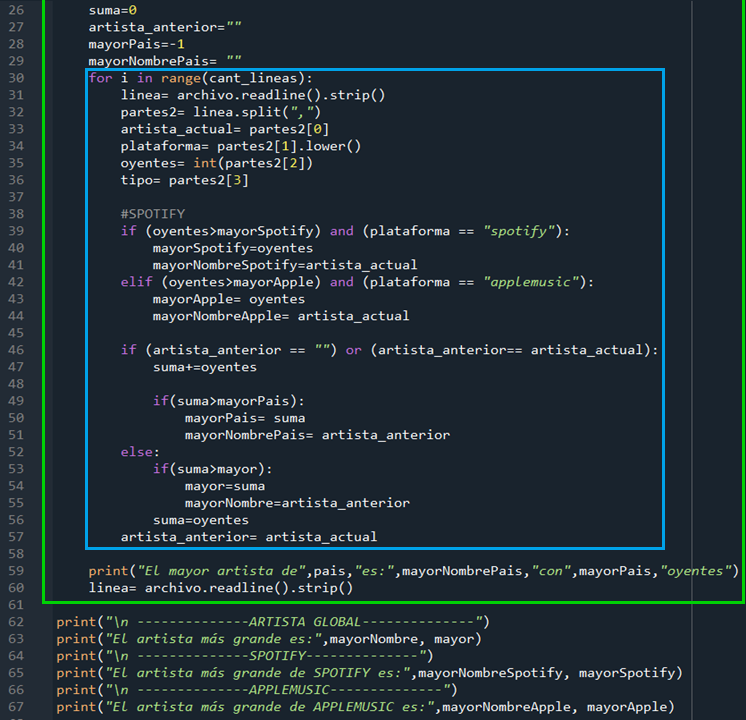 26 suma=0
27 artista_anterior=""
28 mayorPais=-1
29 mayorNombrePais= ""
30 for i in range(cant_lineas):
31 linea= archivo.readline().strip()
32 partes2= linea.split(",")
33 artista_actual= partes2[0]
34 plataforma= partes2[1].lower()
35 oyentes= int(partes2[2])
36 tipo= partes2[3]
37
38 #SPOTIFY
39 if (oyentes>mayorSpotify) and (plataforma == "spotify"):
40 mayorSpotify=oyentes
41 mayorNombreSpotify=artista_actual
42 elif (oyentes>mayorApple) and (plataforma == "applemusic"):
43 mayorApple= oyentes
44 mayorNombreApple= artista_actual
45
46 if (artista_anterior == "") or (artista_anterior== artista_actual):
47 suma+=oyentes
48
49 if(suma>mayorPais):
50 mayorPais= suma
51 mayorNombrePais= artista_anterior
52 else:
53 if(suma>mayor):
54 mayor=suma
55 mayorNombre=artista_anterior
56 suma=oyentes
57 artista_anterior= artista_actual
58
59 print("El mayor artista de",pais,"es:",mayorNombrePais,"con",mayorPais,"oyentes")
60 linea= archivo.readline().strip()
61
62 print("\n --------------ARTISTA GLOBAL--------------")
63 print("El artista más grande es:",mayorNombre, mayor)
64 print("\n --------------SPOTIFY--------------")
65 print("El artista más grande de SPOTIFY es:",mayorNombreSpotify, mayorSpotify)
66 print("\n --------------APPLEMUSIC--------------")
67 print("El artista más grande de APPLEMUSIC es:",mayorNombreApple, mayorApple)